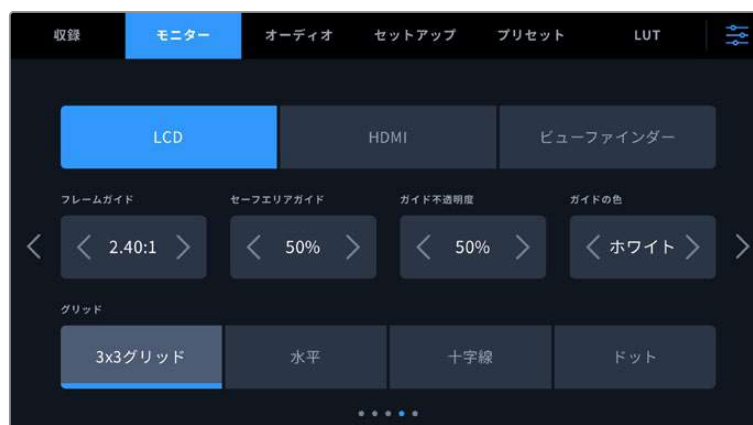 収録 モニター オーディオ セットアップ プリセット LUT
LCD HDMI ビューファインダー
フレームガイド セーフエリアガイド ガイド不透明度 ガイドの色
2.40:1 50% 50% ホワイト
グリッド
3x3グリッド 水平 十字線 ドット